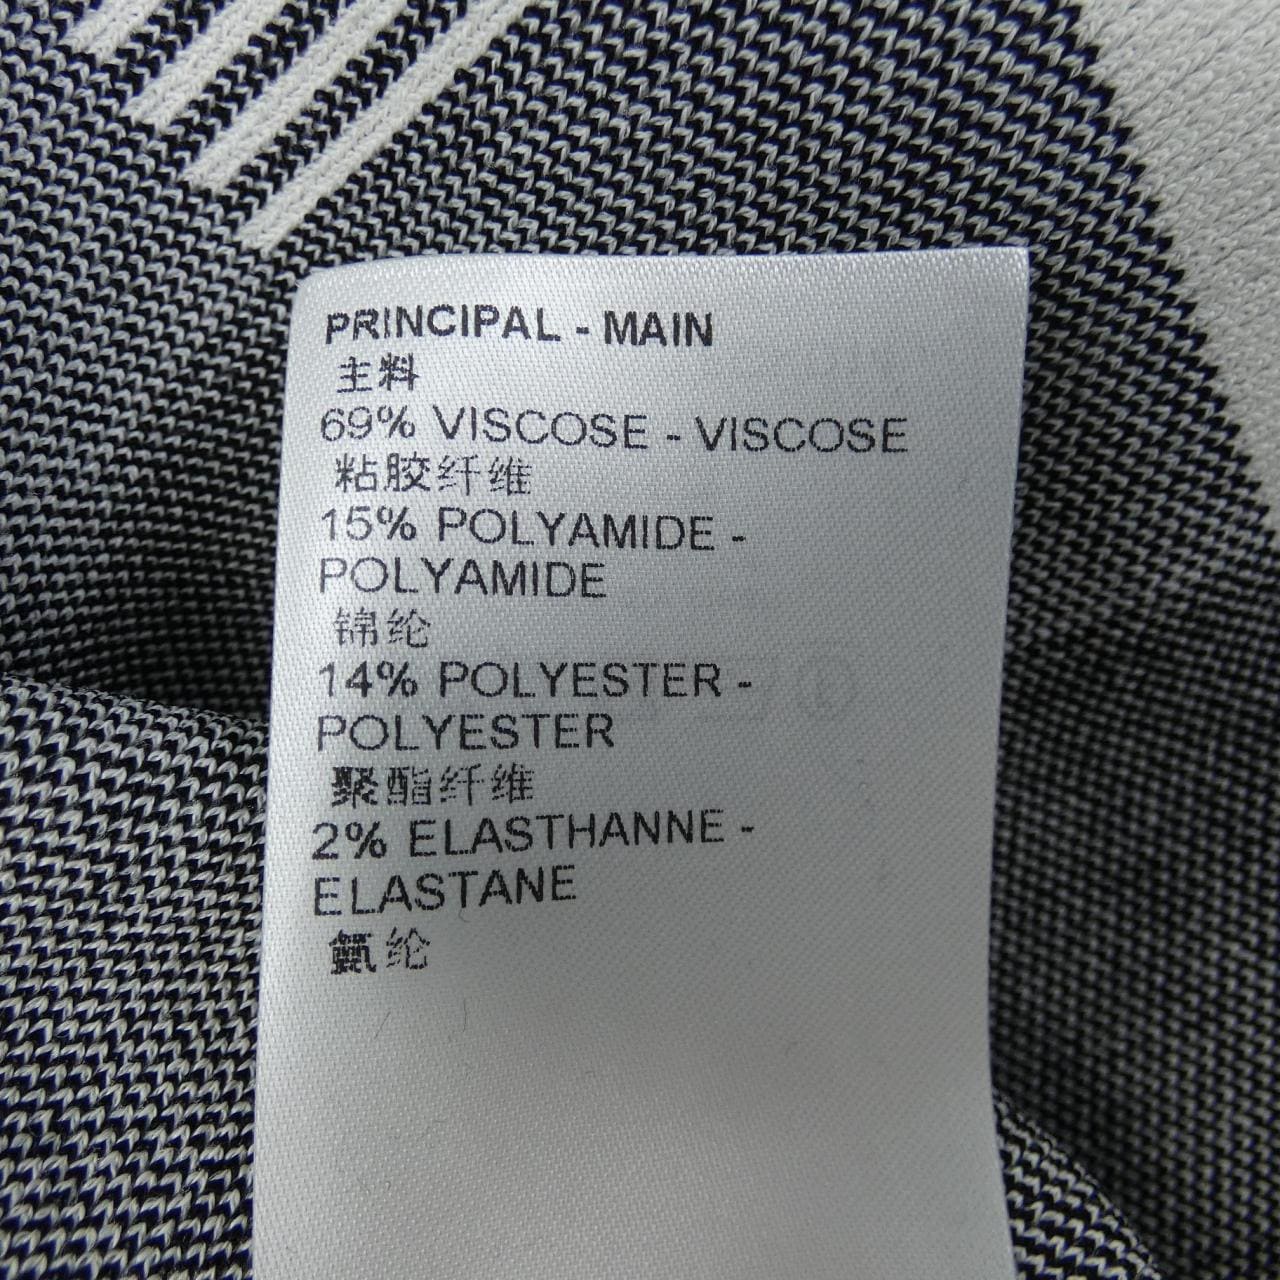 PRINCIPAL - MAIN
主料
69% VISCOSE - VISCOSE
粘胶纤维
15% POLYAMIDE -
POLYAMIDE
锦纶
14% POLYESTER -
POLYESTER
聚酯纤维
2% ELASTHANNE -
ELASTANE
氨纶